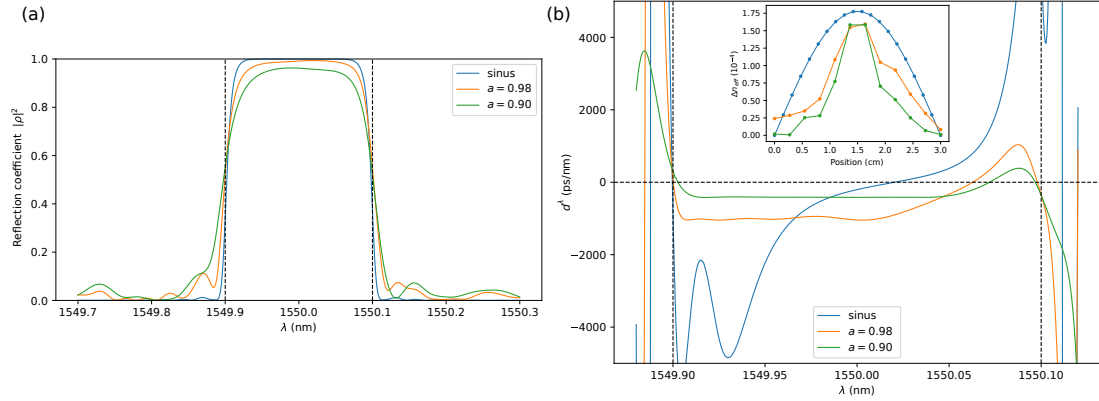 (a)
Reflection coefficient |ρ|²
1.0
0.8
0.6
0.4
0.2
0.0
1549.7 1549.8 1549.9 1550.0 1550.1 1550.2 1550.3
λ (nm)
sinus
a = 0.98
a = 0.90
(b)
d^λ (ps/nm)
4000
2000
0
−2000
−4000
1549.90 1549.95 1550.00 1550.05 1550.10
λ (nm)
sinus
a = 0.98
a = 0.90
Δn_eff (10⁻⁴)
1.75
1.50
1.25
1.00
0.75
0.50
0.25
0.00
0.0 0.5 1.0 1.5 2.0 2.5 3.0
Position (cm)